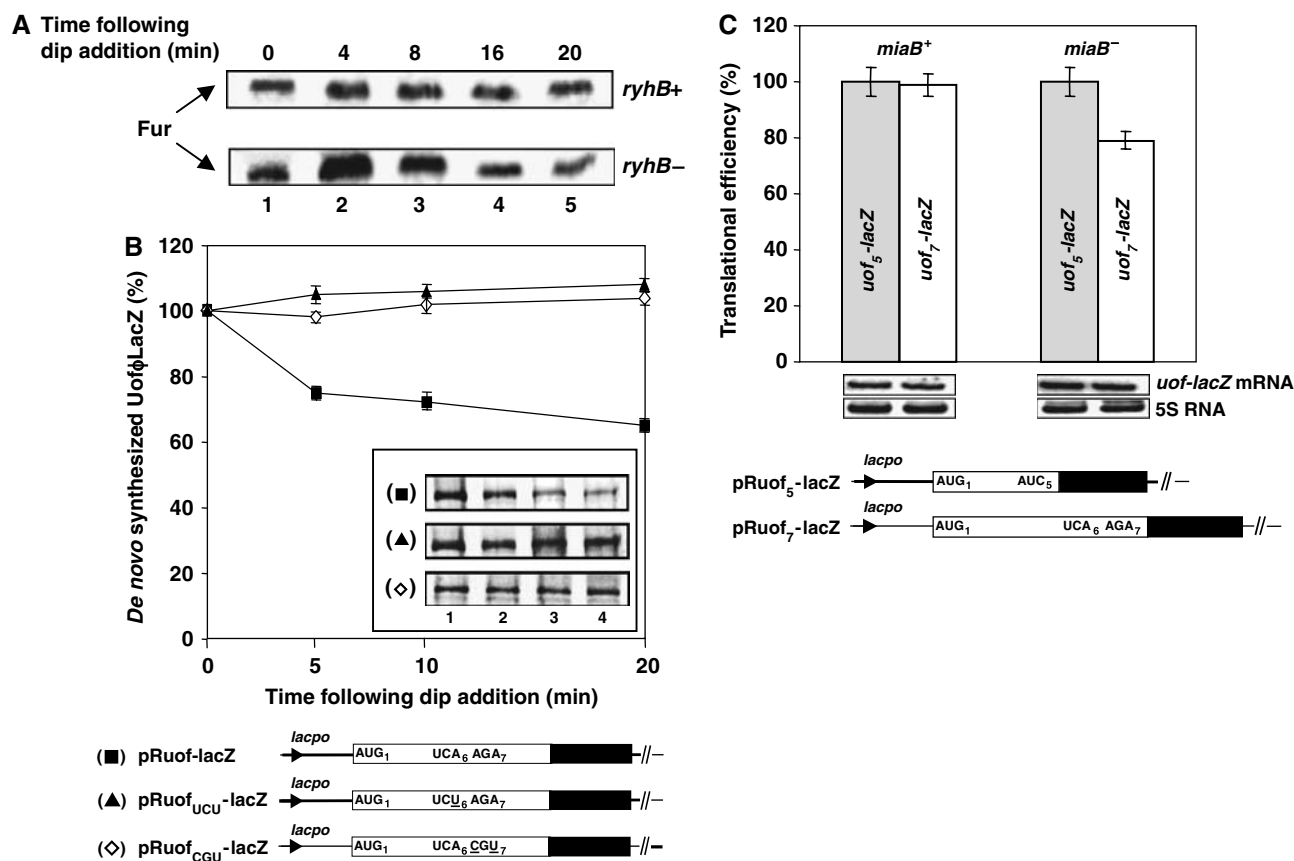 A Time following
dip addition (min) 0 4 8 16 20
Fur
ryhB+
ryhB–
1 2 3 4 5
B
De novo synthesized UofϕLacZ (%)
120
100
80
60
40
20
0
(■)
(▲)
(◇)
1 2 3 4
0 5 10 20
Time following dip addition (min)
(■) pRuof-lacZ lacpo AUG1 UCA6 AGA7 //
(▲) pRuofUCU-lacZ lacpo AUG1 UCU6 AGA7 //
(◇) pRuofCGU-lacZ lacpo AUG1 UCA6 CGU7 //
C
Translational efficiency (%)
120
100
80
60
40
20
0
miaB+ miaB–
uof5-lacZ uof7-lacZ uof5-lacZ uof7-lacZ
uof-lacZ mRNA
5S RNA
pRuof5-lacZ lacpo AUG1 AUC5 //
pRuof7-lacZ lacpo AUG1 UCA6 AGA7 //